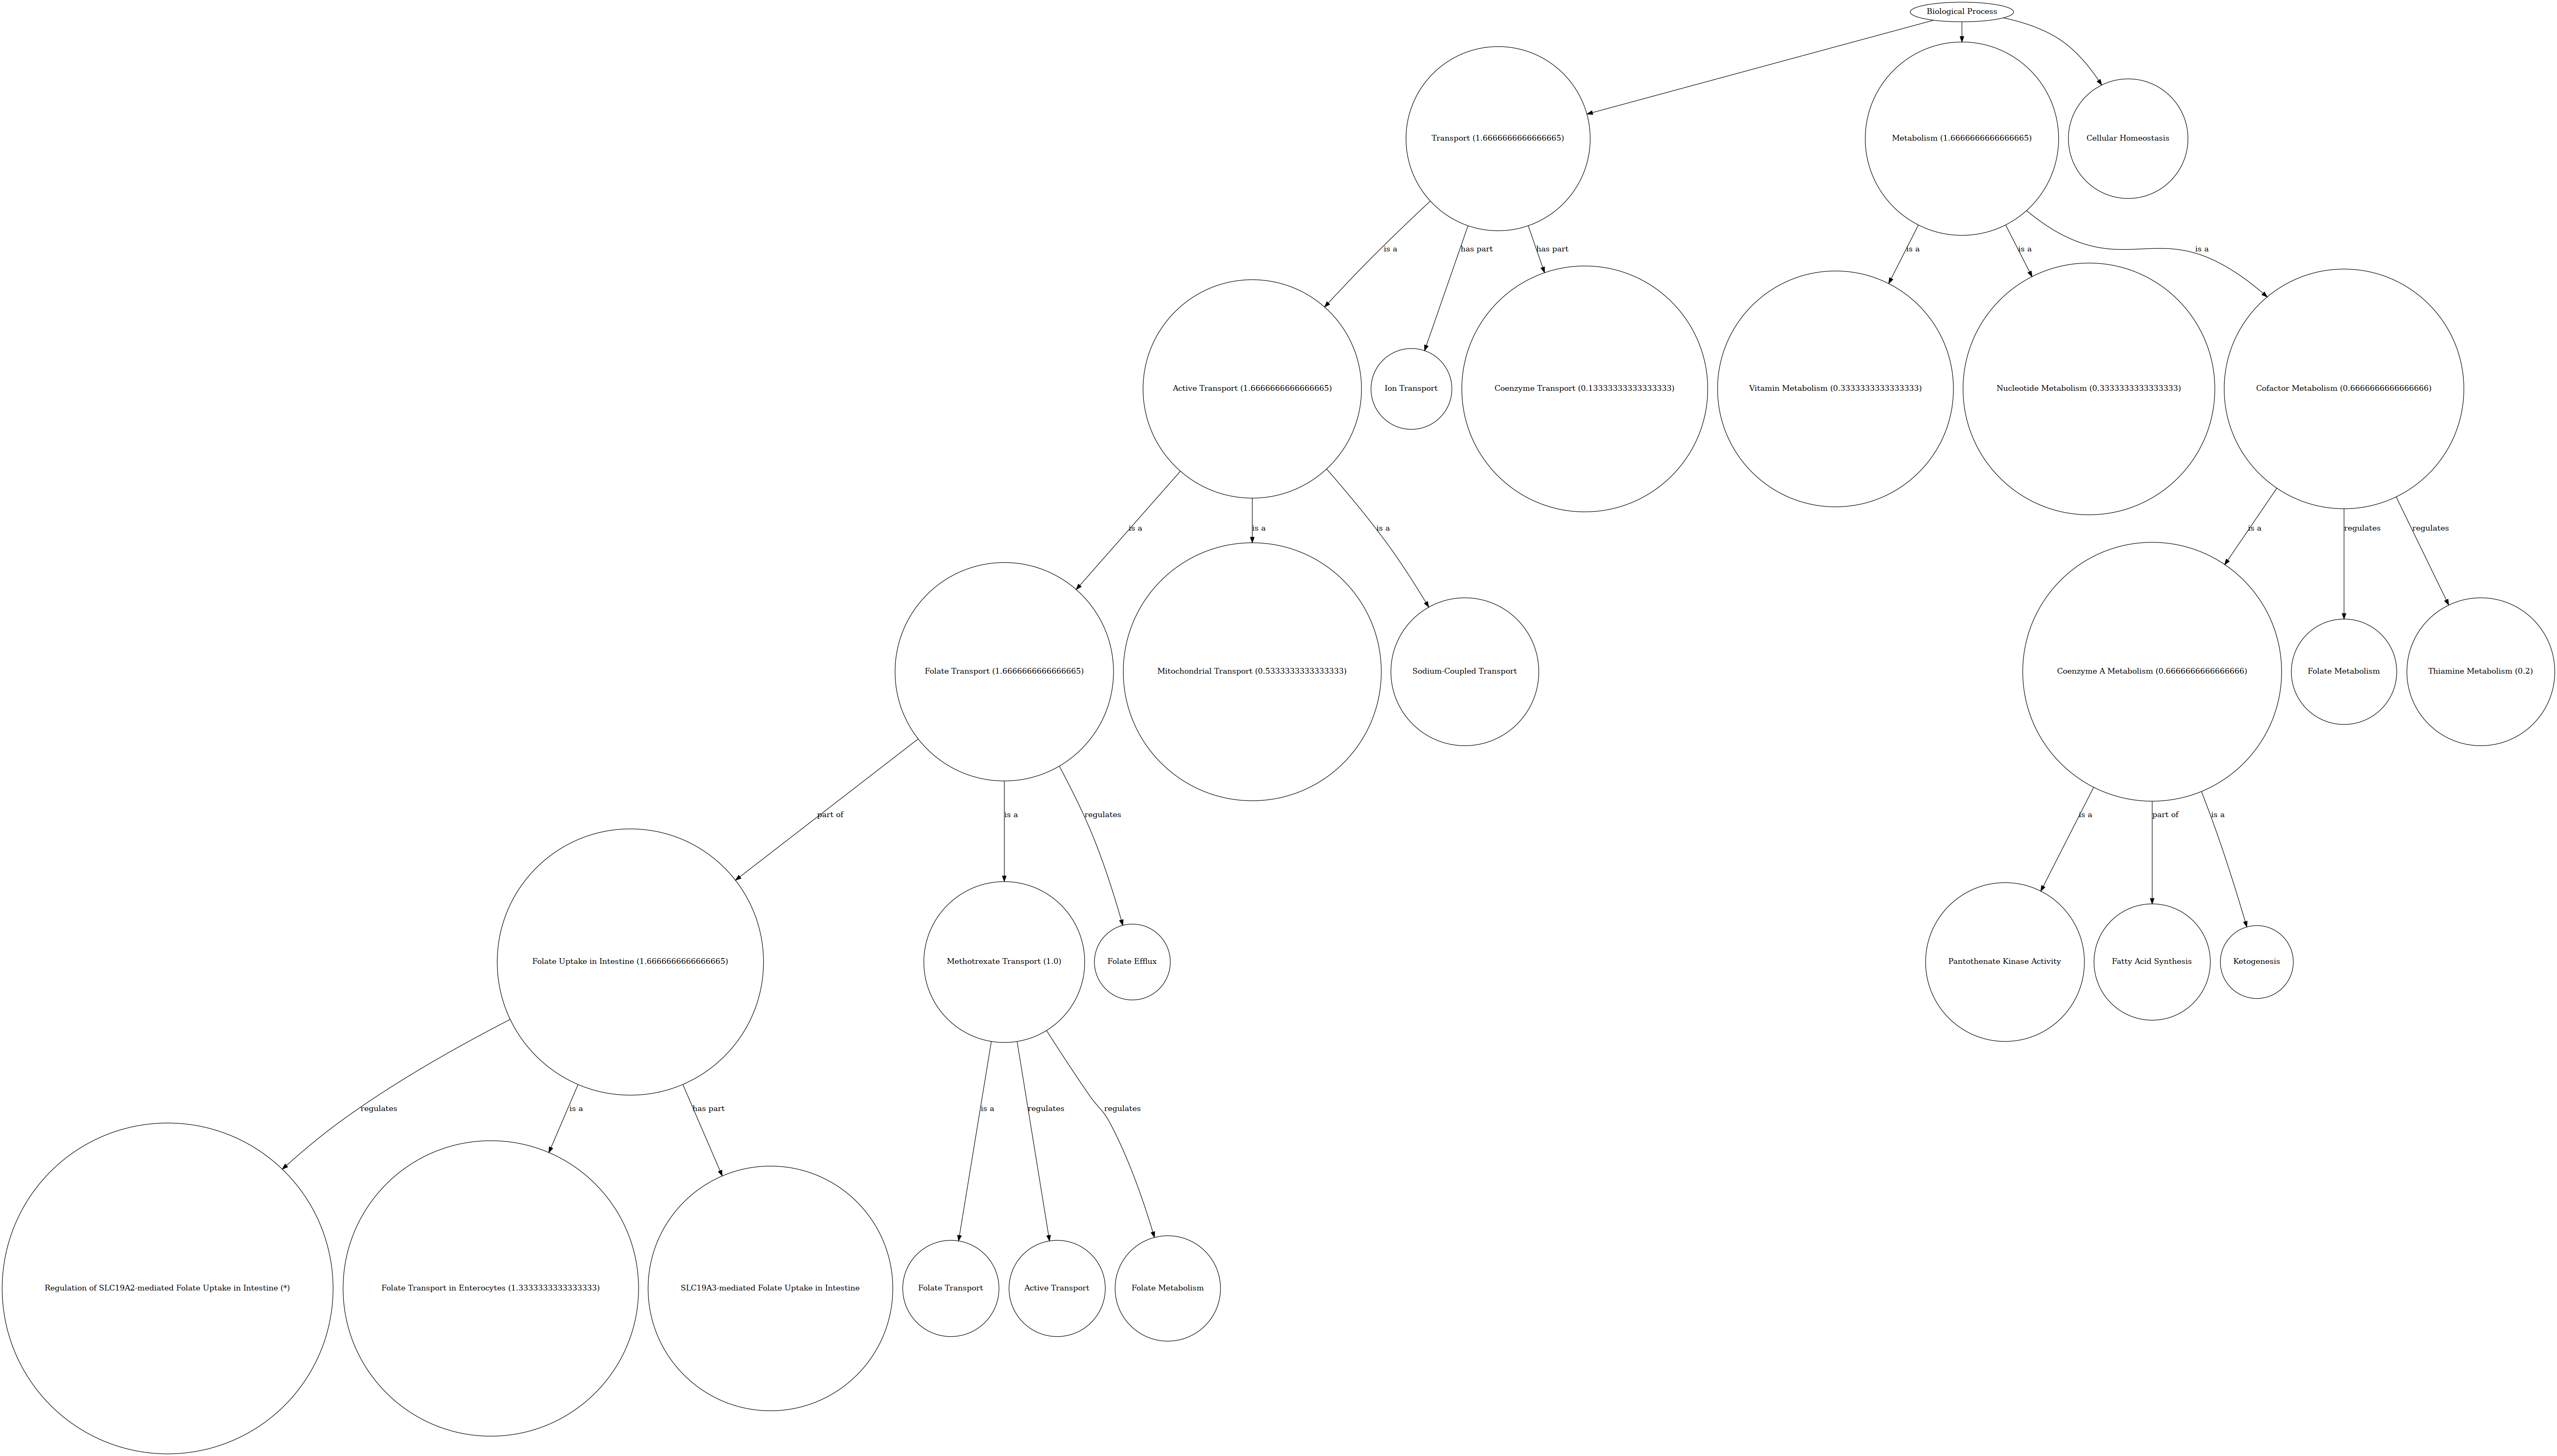 Biological Process
Transport (1.6666666666666665)
Metabolism (1.6666666666666665)
Cellular Homeostasis
is a
has part
has part
is a
is a
is a
Active Transport (1.6666666666666665)
Ion Transport
Coenzyme Transport (0.13333333333333333)
Vitamin Metabolism (0.3333333333333333)
Nucleotide Metabolism (0.3333333333333333)
Cofactor Metabolism (0.6666666666666666)
is a
is a
is a
is a
regulates
regulates
Folate Transport (1.6666666666666665)
Mitochondrial Transport (0.5333333333333333)
Sodium-Coupled Transport
Coenzyme A Metabolism (0.6666666666666666)
Folate Metabolism
Thiamine Metabolism (0.2)
part of
is a
regulates
is a
part of
is a
Folate Uptake in Intestine (1.6666666666666665)
Methotrexate Transport (1.0)
Folate Efflux
Pantothenate Kinase Activity
Fatty Acid Synthesis
Ketogenesis
regulates
is a
has part
is a
regulates
regulates
Regulation of SLC19A2-mediated Folate Uptake in Intestine (*)
Folate Transport in Enterocytes (1.3333333333333333)
SLC19A3-mediated Folate Uptake in Intestine
Folate Transport
Active Transport
Folate Metabolism